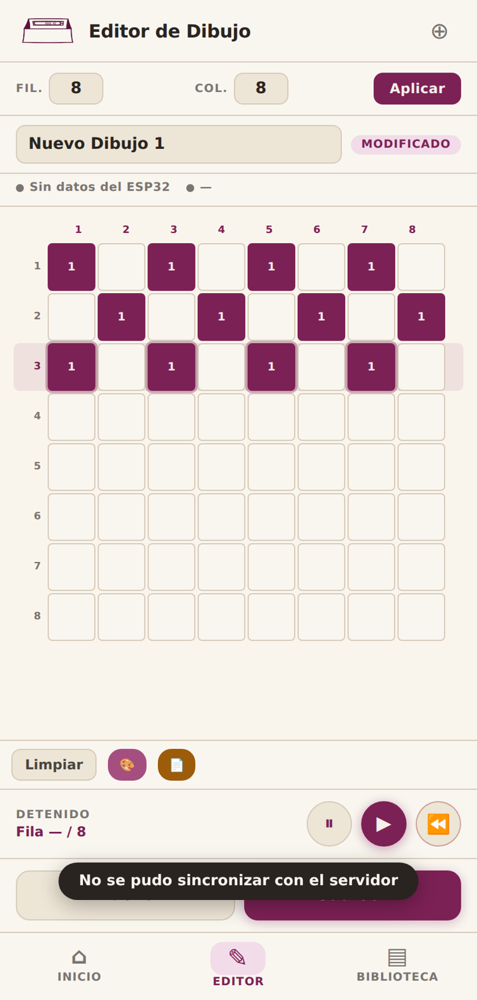 Editor de Dibujo
FIL. 8 COL. 8 Aplicar
Nuevo Dibujo 1 MODIFICADO
Sin datos del ESP32 —
1 2 3 4 5 6 7 8
1 1 1 1 1
2 1 1 1 1
3 1 1 1 1
4
5
6
7
8
Limpiar
DETENIDO
Fila — / 8
No se pudo sincronizar con el servidor
INICIO EDITOR BIBLIOTECA